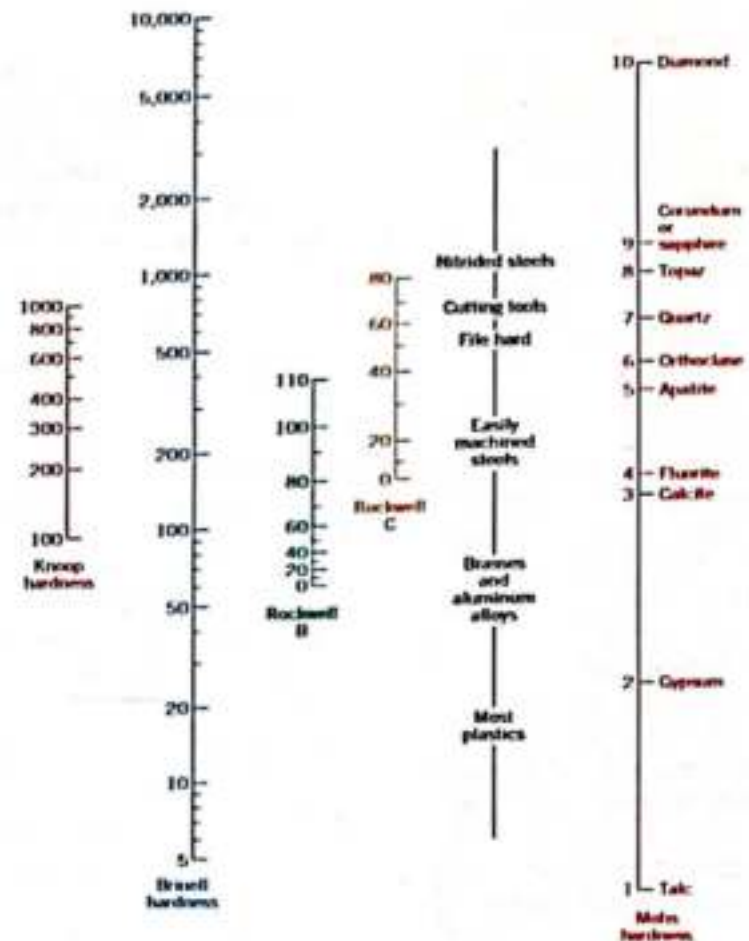 10,000
5,000
2,000
1,000
500
200
100
50
20
10
5
Brinell
hardness
1000
800
600
400
300
200
100
Knoop
hardness
110
100
80
60
40
20
0
Rockwell
B
80
60
40
20
0
Rockwell
C
Nitrided steels
Cutting tools
File hard
Easily
machined
steels
Brasses
and
aluminum
alloys
Most
plastics
10 Diamond
Corundum
or
9 sapphire
8 Topaz
7 Quartz
6 Orthoclase
5 Apatite
4 Fluorite
3 Calcite
2 Gypsum
1 Talc
Mohs
hardness